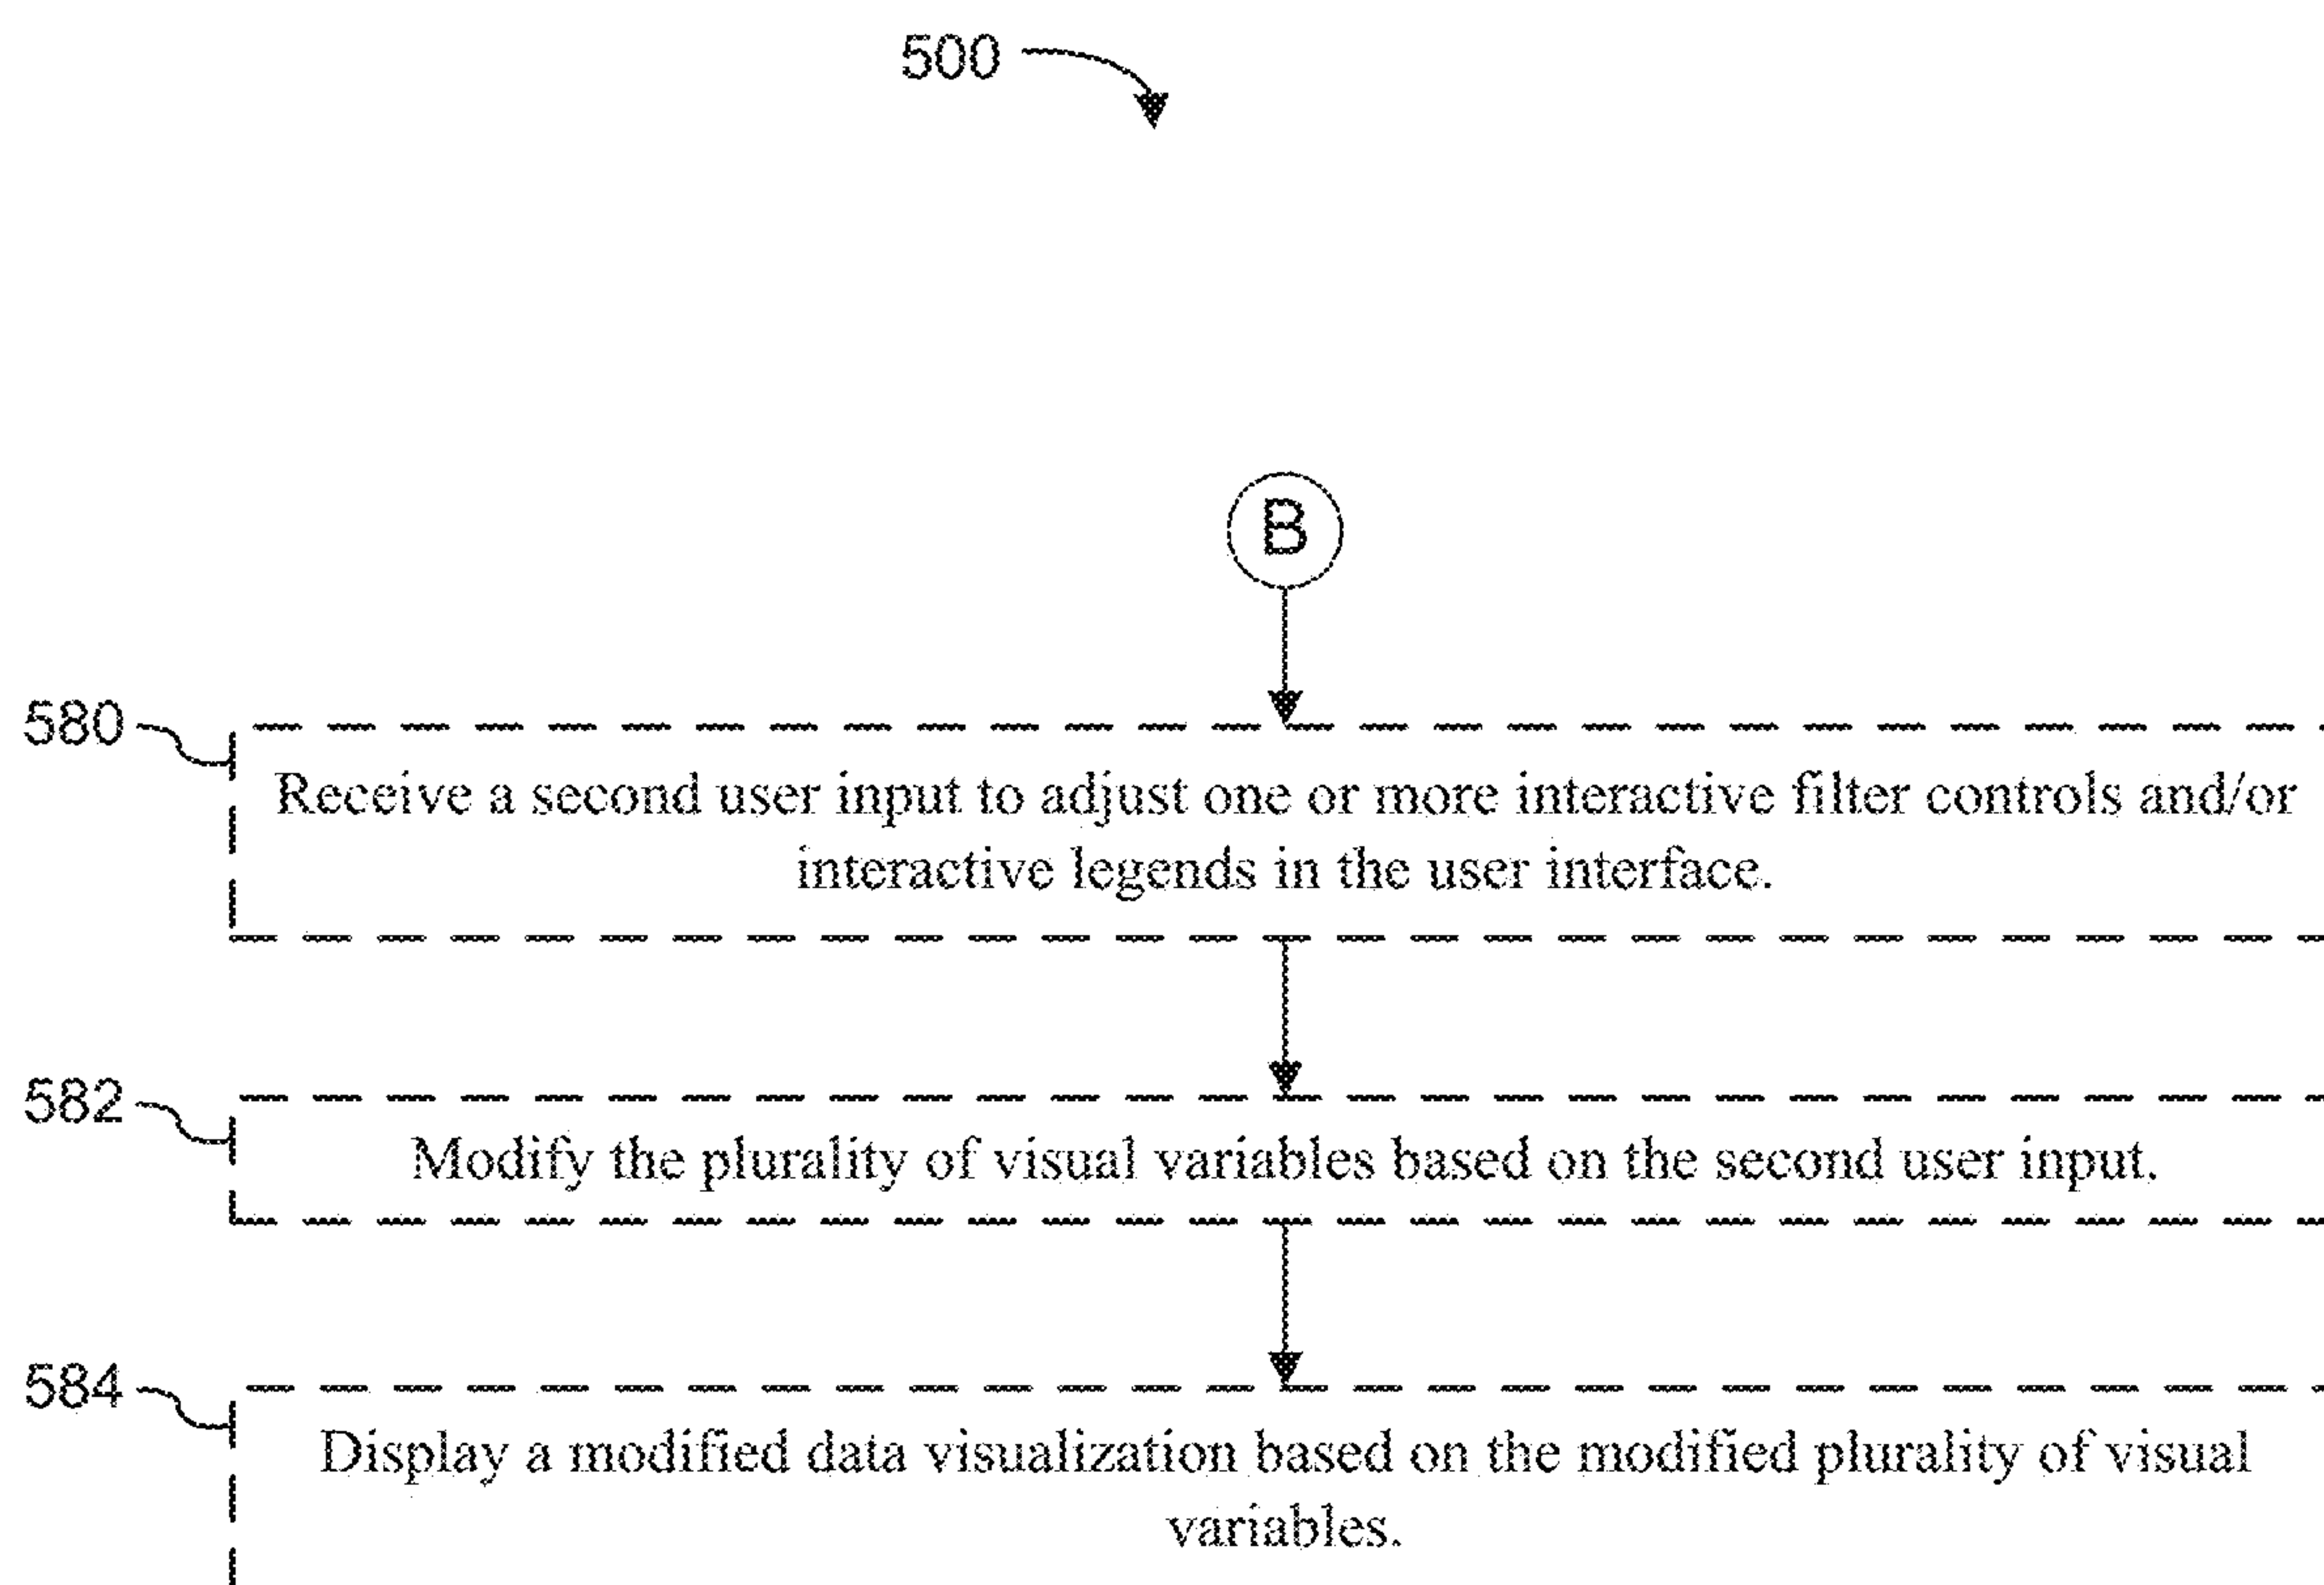 500
B
580
Receive a second user input to adjust one or more interactive filter controls and/or
interactive legends in the user interface.
582
Modify the plurality of visual variables based on the second user input.
584
Display a modified data visualization based on the modified plurality of visual
variables.